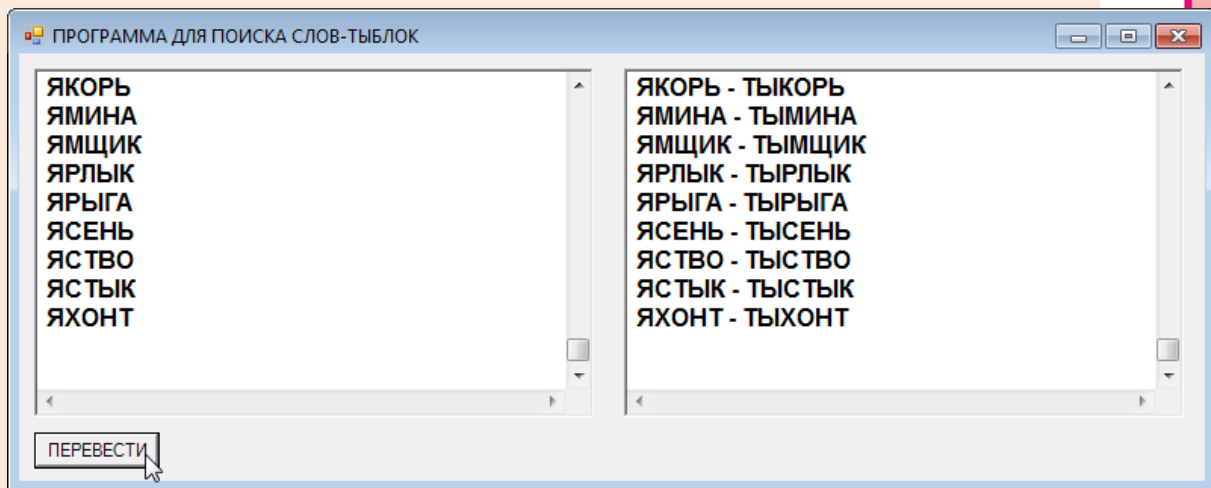 ПРОГРАММА ДЛЯ ПОИСКА СЛОВ-ТЫБЛОК
ЯКОРЬ
ЯМИНА
ЯМЩИК
ЯРЛЫК
ЯРЫГА
ЯСЕНЬ
ЯСТВО
ЯСТЫК
ЯХОНТ
ЯКОРЬ - ТЫКОРЬ
ЯМИНА - ТЫМИНА
ЯМЩИК - ТЫМЩИК
ЯРЛЫК - ТЫРЛЫК
ЯРЫГА - ТЫРЫГА
ЯСЕНЬ - ТЫСЕНЬ
ЯСТВО - ТЫСТВО
ЯСТЫК - ТЫСТЫК
ЯХОНТ - ТЫХОНТ
ПЕРЕВЕСТИ